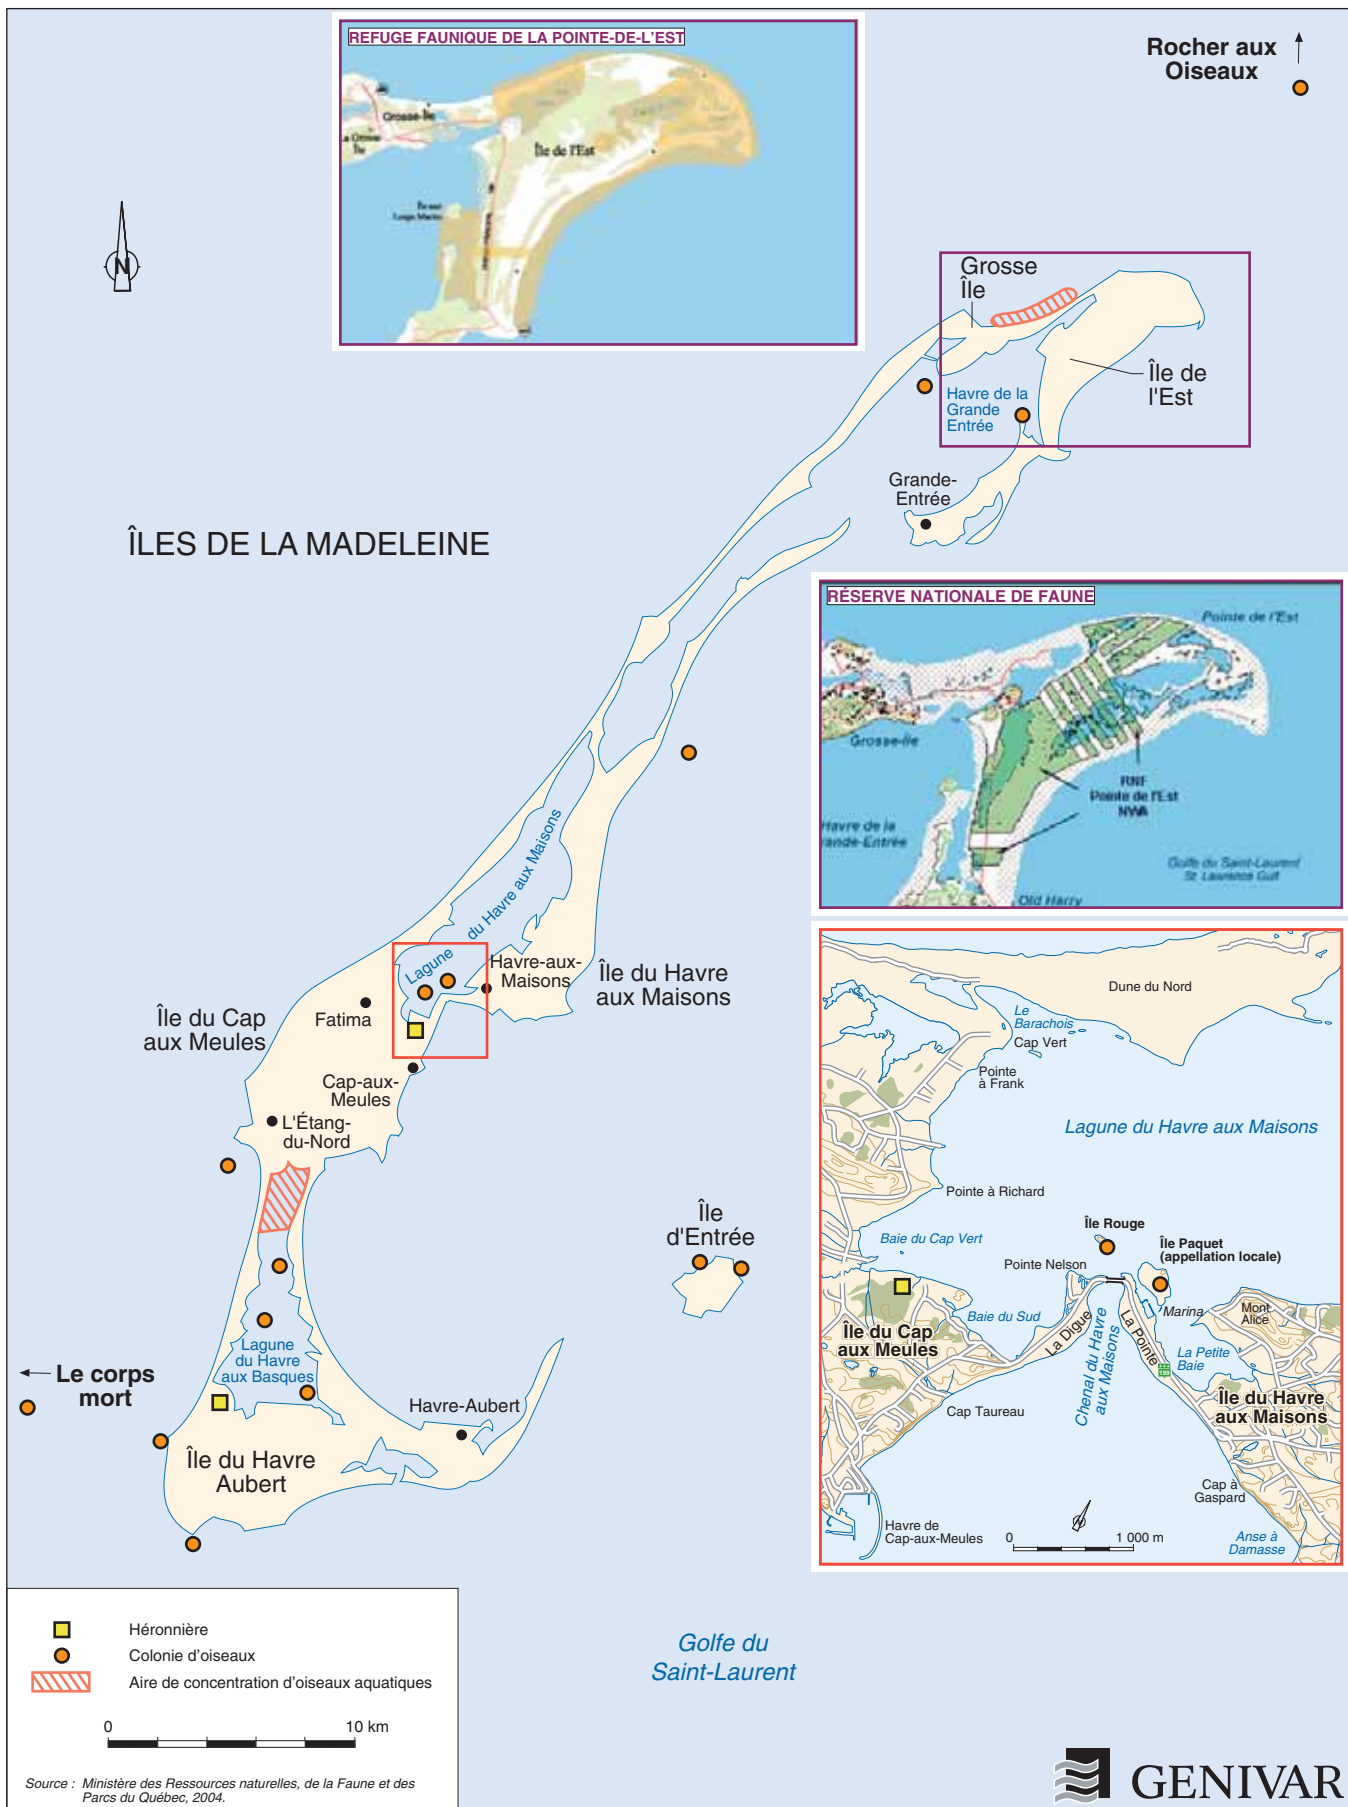 REFUGE FAUNIQUE DE LA POINTE-DE-L'EST
Grosse-Île
La Grosse
Île
Île de l'Est
Rocher aux
Oiseaux
N
Grosse
Île
Île de
l'Est
Havre de la
Grande
Entrée
Grande-
Entrée
ÎLES DE LA MADELEINE
RÉSERVE NATIONALE DE FAUNE
Pointe de l'Est
Grosse-Ile
RNF
Pointe de l'Est
NWA
Havre de la
Grande-Entrée
Golfe du Saint-Laurent
St. Lawrence Gulf
Old Harry
Lagune
du Havre aux Maisons
Havre-aux-
Maisons
Île du Havre
aux Maisons
Fatima
Île du Cap
aux Meules
Cap-aux-
Meules
L'Étang-
du-Nord
Île
d'Entrée
Lagune
du Havre
aux Basques
Le corps
mort
Havre-Aubert
Île du Havre
Aubert
Dune du Nord
Le
Barachois
Cap Vert
Pointe
à Frank
Lagune du Havre aux Maisons
Pointe à Richard
Île Rouge
Baie du Cap Vert
Île Paquet
(appellation locale)
Pointe Nelson
Baie du Sud
Marina
Mont
Alice
Île du Cap
aux Meules
La Digue
Chenal du Havre
aux Maisons
La Pointe
La Petite
Baie
199
Île du Havre
aux Maisons
Cap Taureau
Cap à
Gaspard
Havre de
Cap-aux-Meules
0 1 000 m
Anse à
Damasse
Héronnière
Colonie d'oiseaux
Aire de concentration d'oiseaux aquatiques
0 10 km
Source : Ministère des Ressources naturelles, de la Faune et des
Parcs du Québec, 2004.
Golfe du
Saint-Laurent
GENIVAR